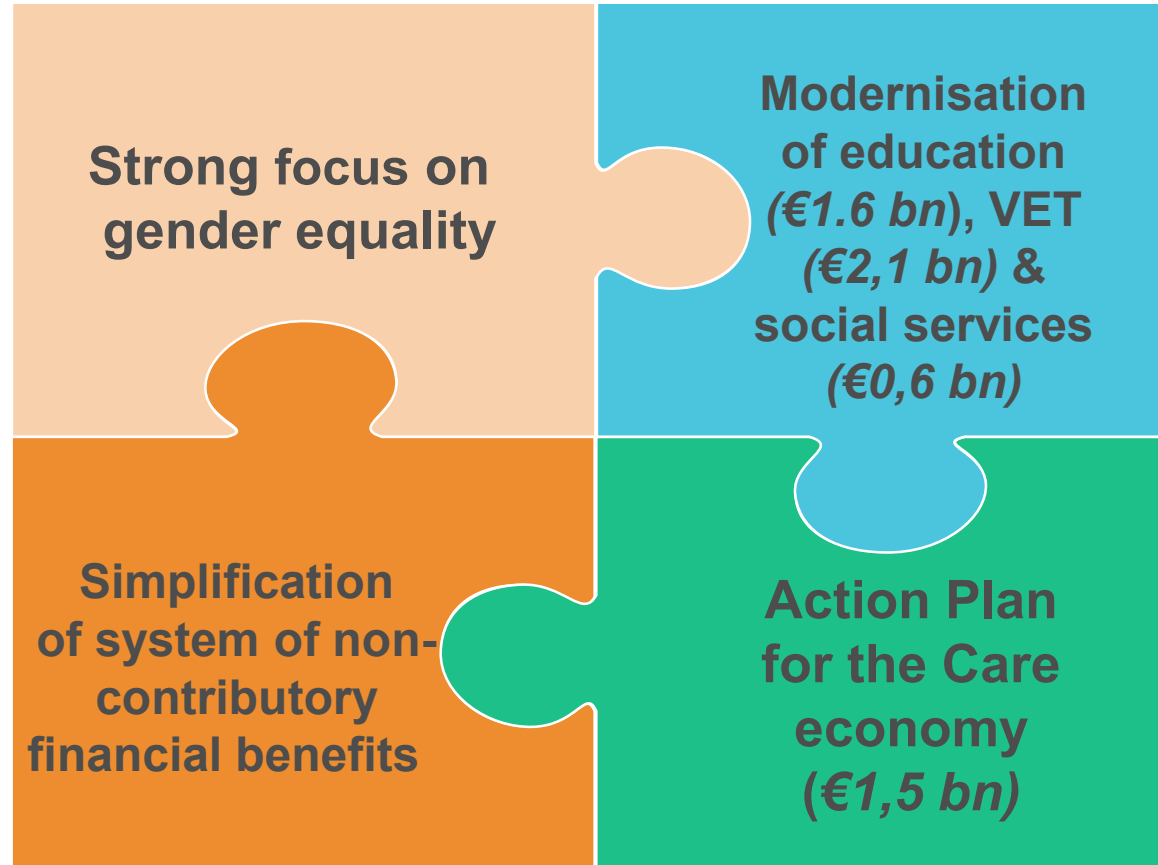 Strong focus on
gender equality
Modernisation
of education
(€1.6 bn), VET
(€2,1 bn) &
social services
(€0,6 bn)
Simplification
of system of non-
contributory
financial benefits
Action Plan
for the Care
economy
(€1,5 bn)